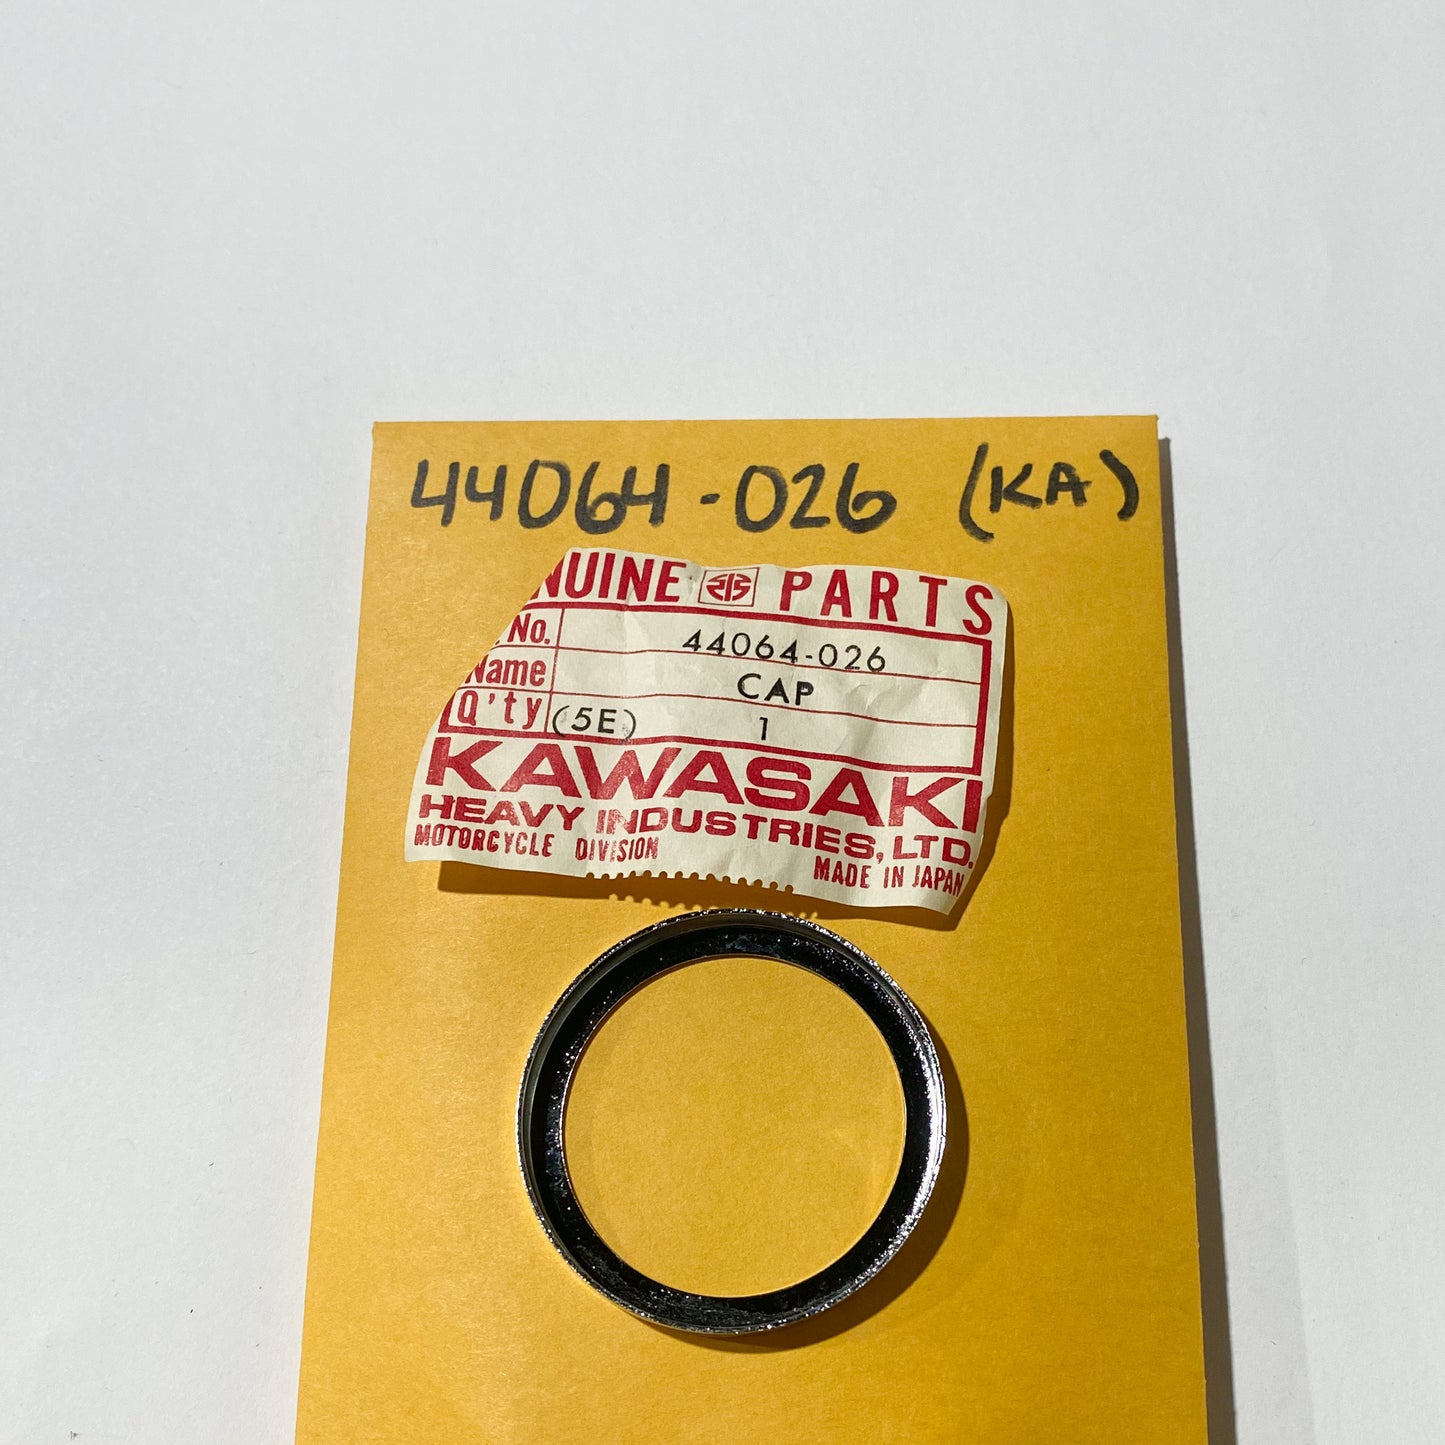 44064-026 (KA)
NUINE PARTS
. No. 44064-026
Name CAP
Q'ty (5E) 1
KAWASAKI
HEAVY INDUSTRIES, LTD.
MOTORCYCLE DIVISION
MADE IN JAPAN